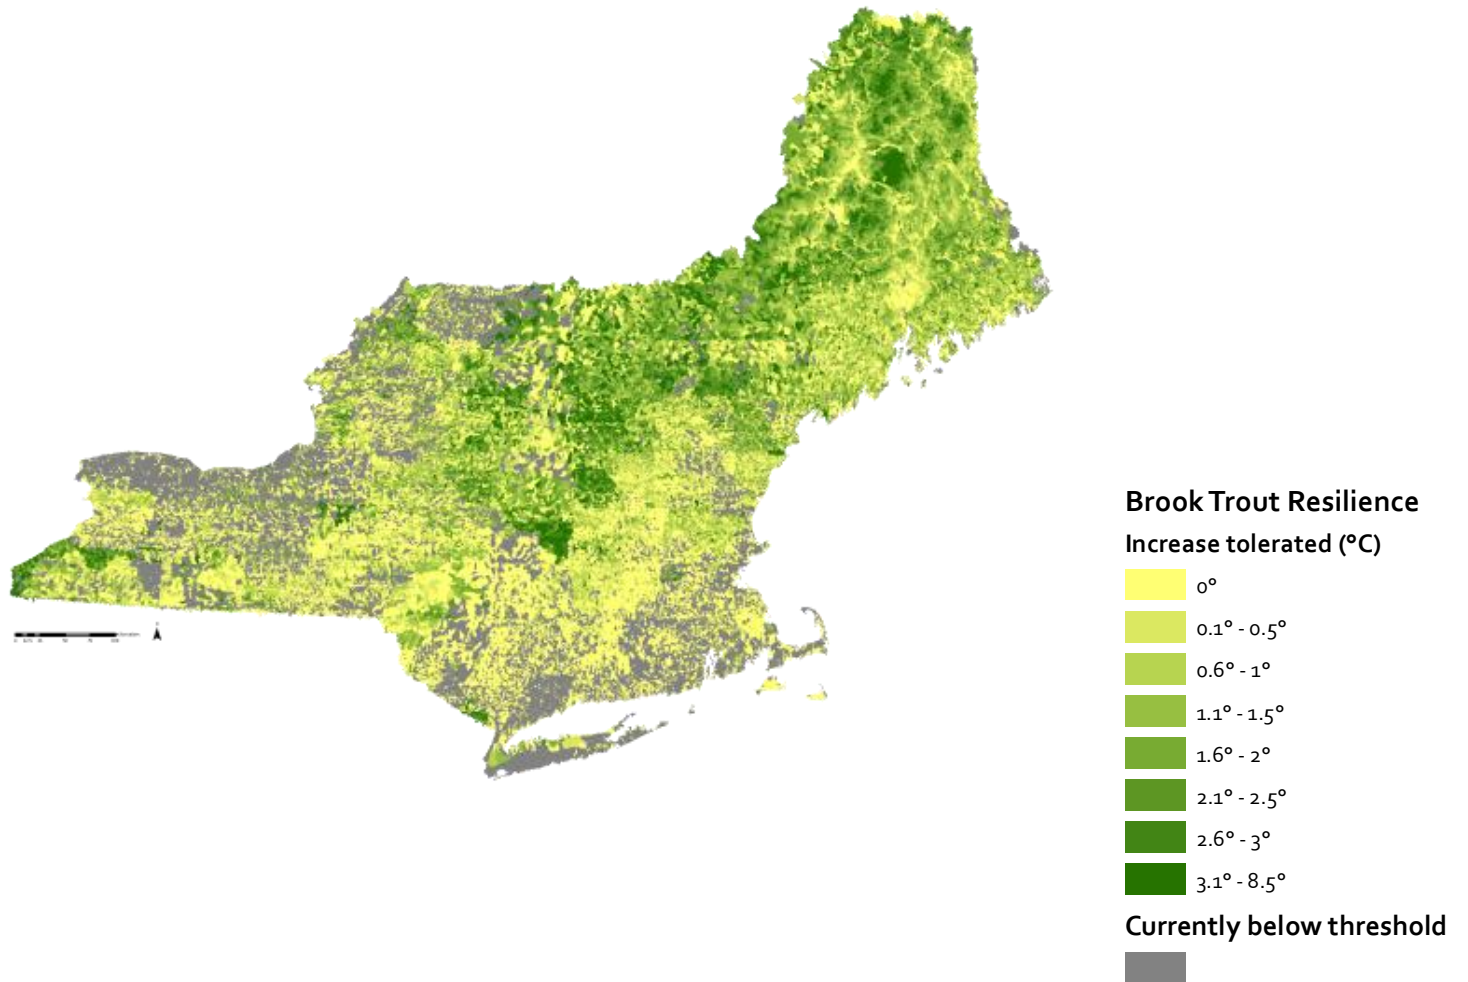 Brook Trout Resilience
Increase tolerated (°C)
0°
0.1° - 0.5°
0.6° - 1°
1.1° - 1.5°
1.6° - 2°
2.1° - 2.5°
2.6° - 3°
3.1° - 8.5°
Currently below threshold